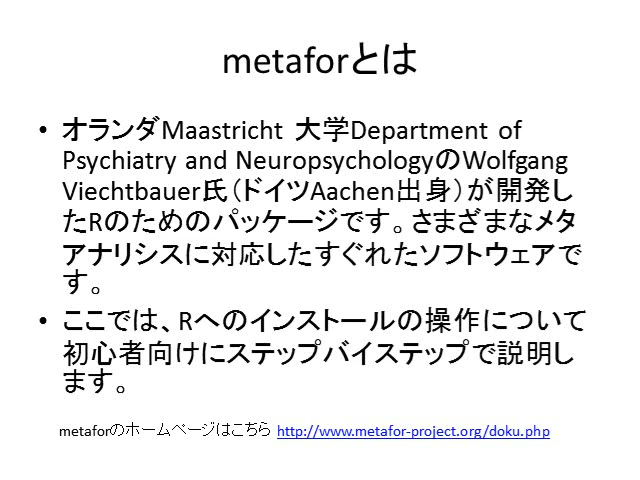 metaforとは
• オランダMaastricht 大学Department of
Psychiatry and NeuropsychologyのWolfgang
Viechtbauer氏（ドイツAachen出身）が開発し
たRのためのパッケージです。さまざまなメタ
アナリシスに対応したすぐれたソフトウェアで
す。
• ここでは、Rへのインストールの操作について
初心者向けにステップバイステップで説明し
ます。
metaforのホームページはこちら http://www.metafor-project.org/doku.php